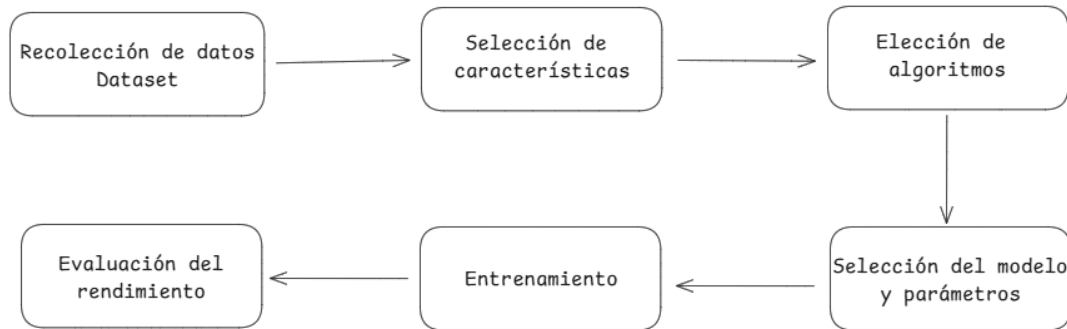 Recolección de datos
Dataset
Selección de
características
Elección de
algoritmos
Selección del modelo
y parámetros
Entrenamiento
Evaluación del
rendimiento